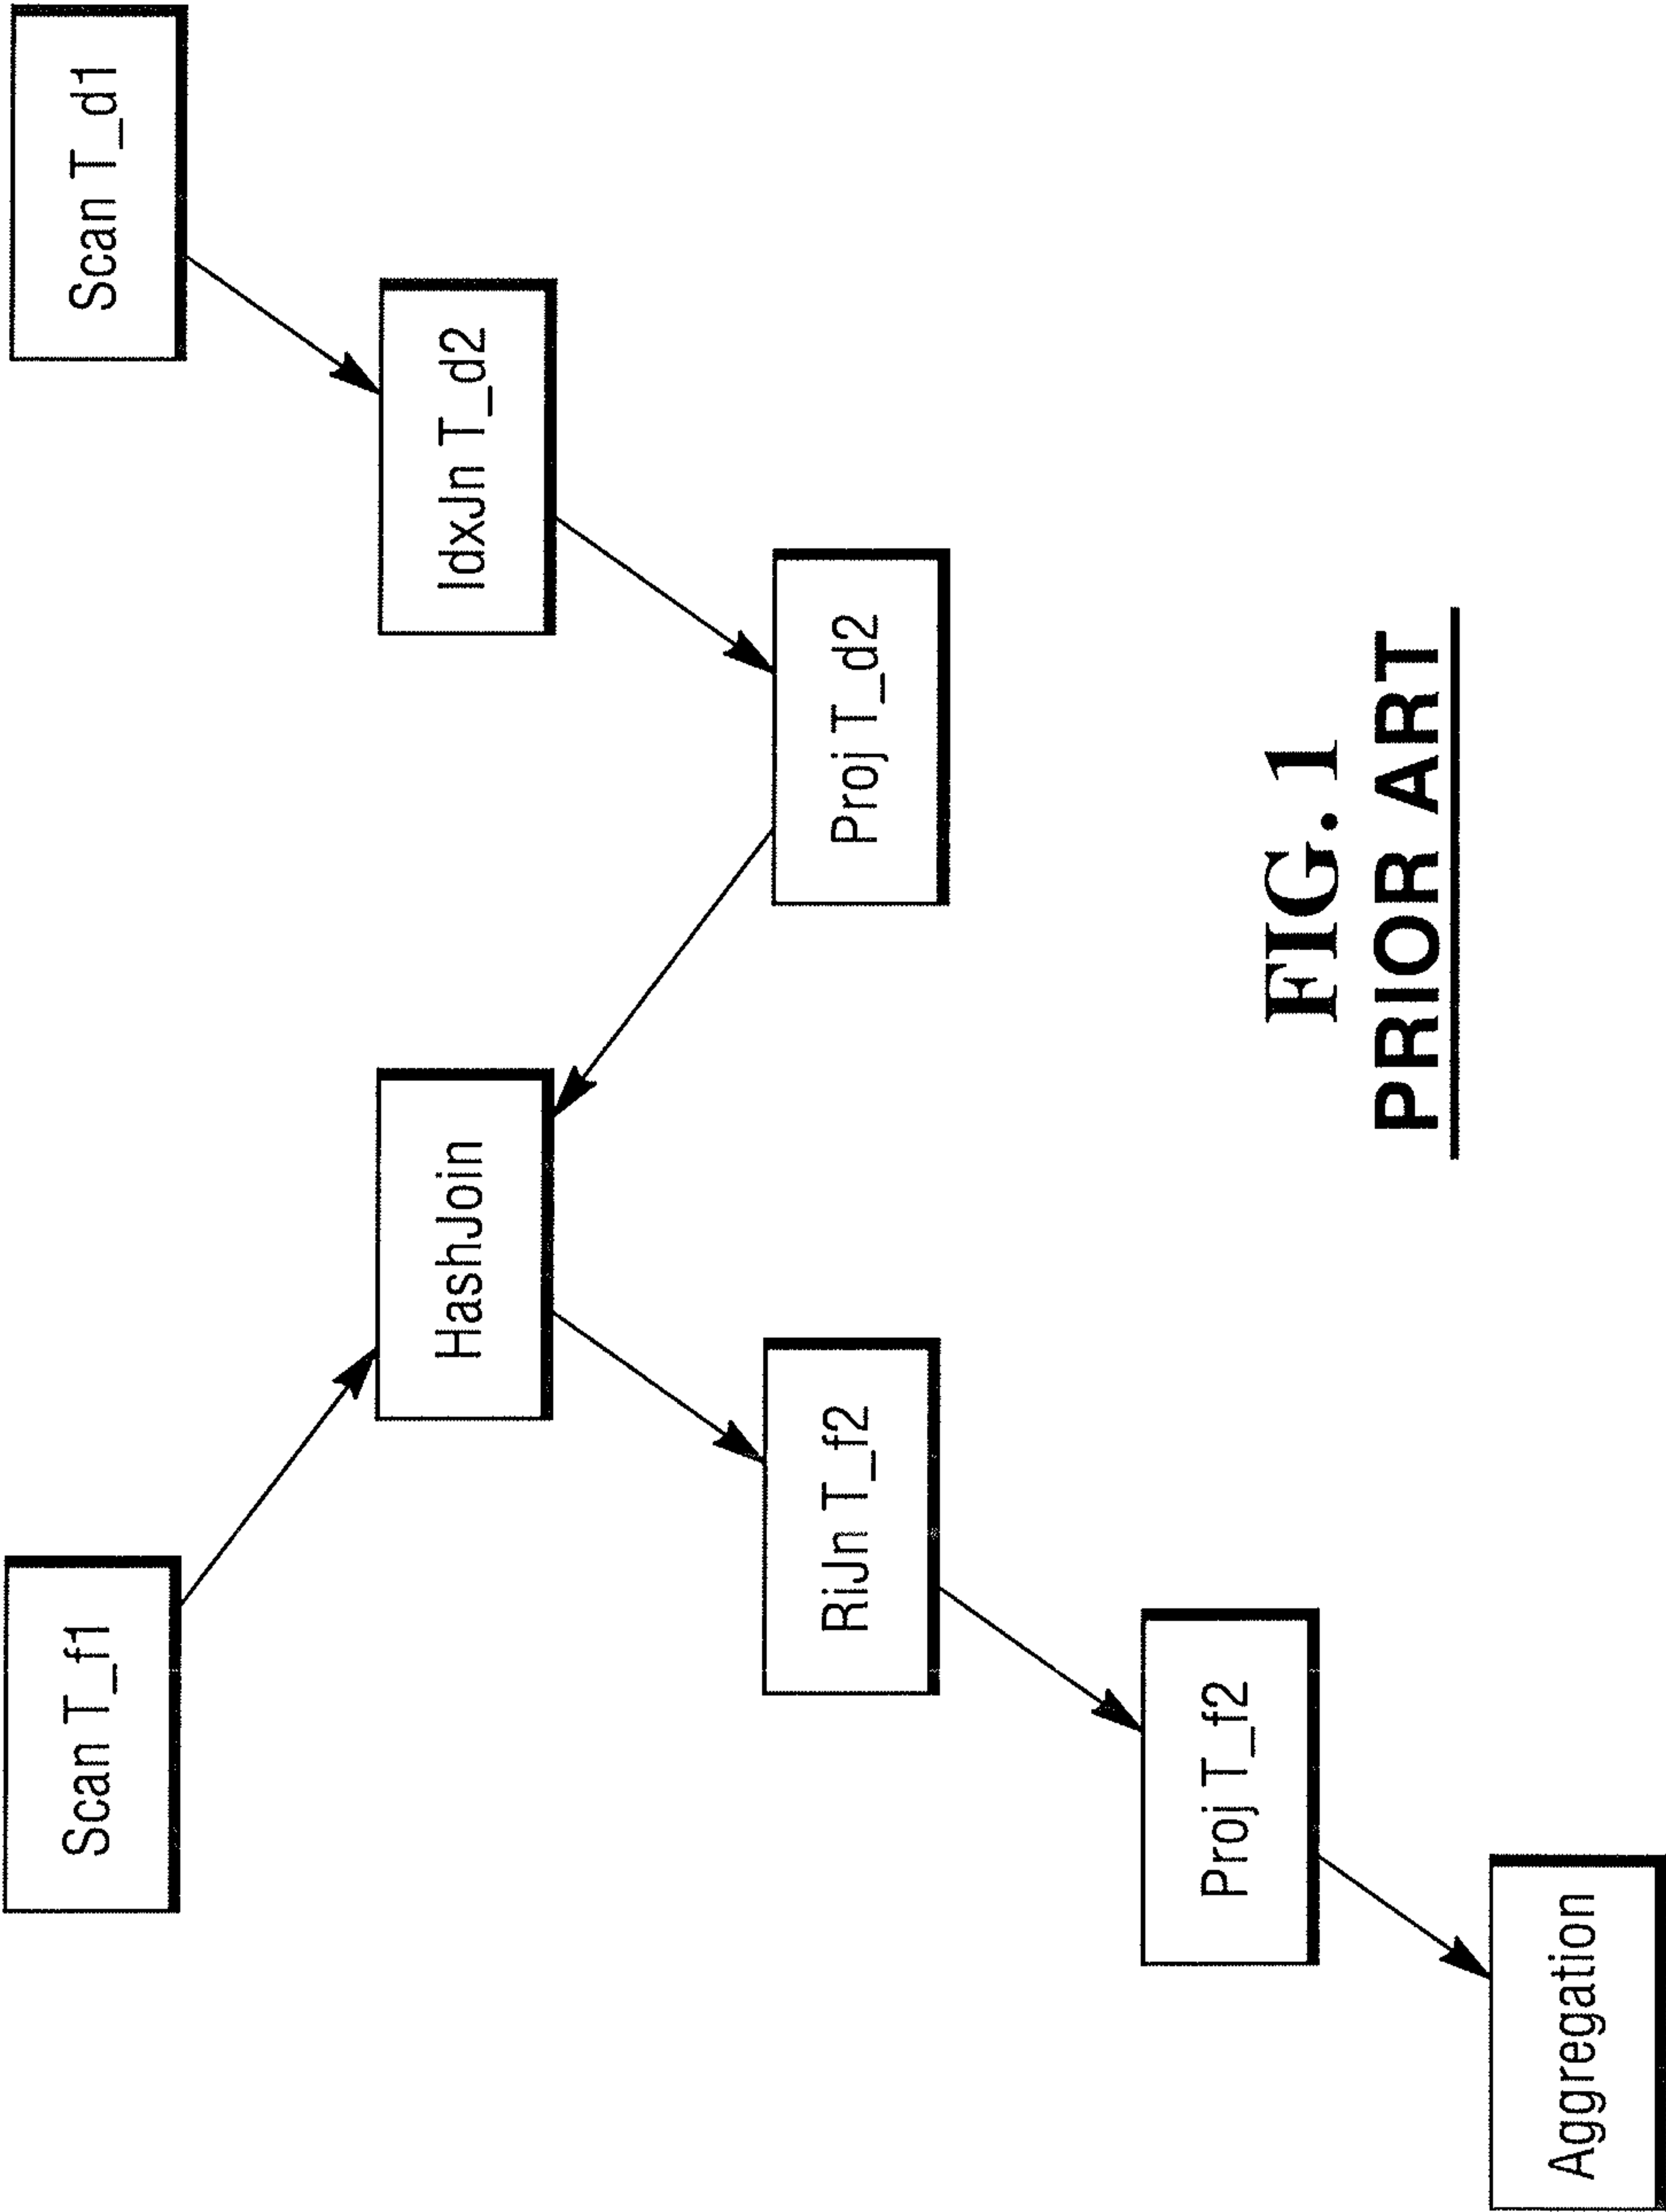 Scan T_f1
Scan T_d1
HashJoin
IdxJn T_d2
RiJn T_f2
Proj T_d2
Proj T_f2
Aggregation
FIG. 1
PRIOR ART